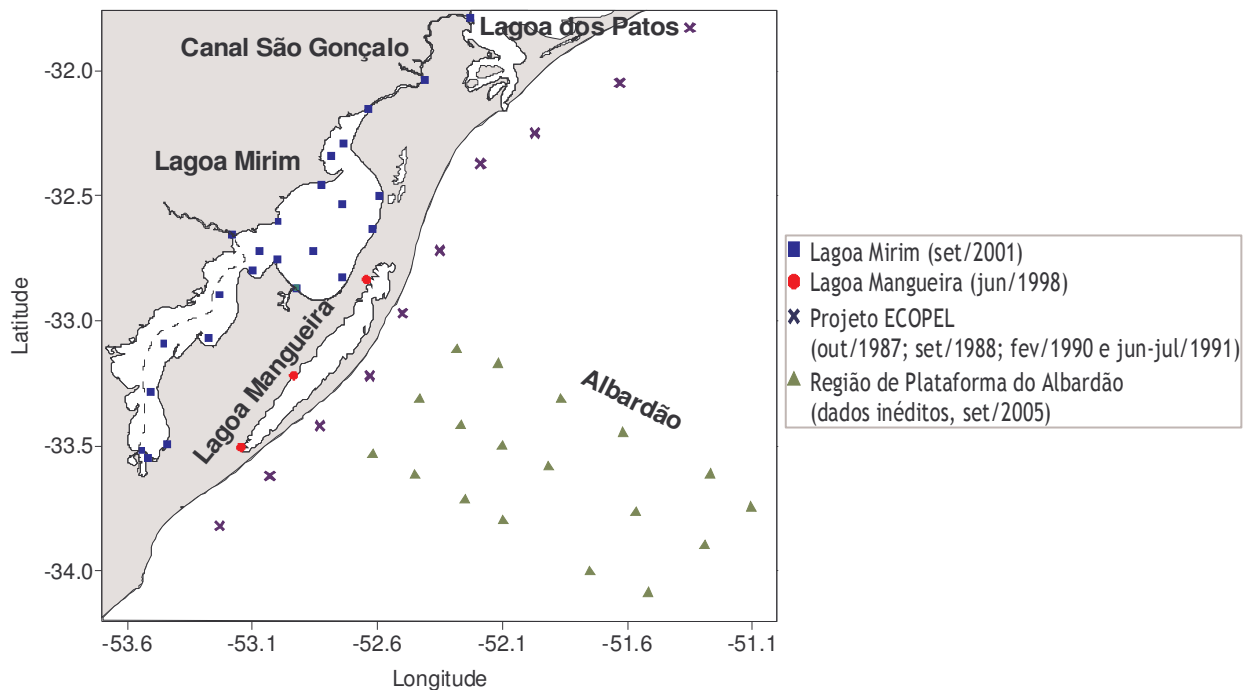 Lagoa dos Patos
Canal São Gonçalo
-32.0
Lagoa Mirim
-32.5
-33.0
Lagoa Mangueira
Albardão
-33.5
-34.0
Latitude
-53.6 -53.1 -52.6 -52.1 -51.6 -51.1
Longitude
Lagoa Mirim (set/2001)
Lagoa Mangueira (jun/1998)
Projeto ECOPEL
(out/1987; set/1988; fev/1990 e jun-jul/1991)
Região de Plataforma do Albardão
(dados inéditos, set/2005)